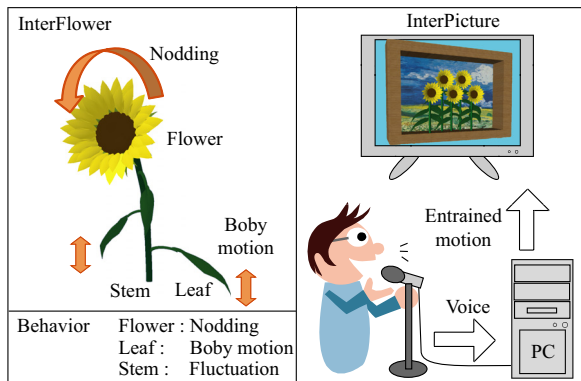 InterFlower
Nodding
Flower
Boby
motion
Stem
Leaf
Behavior
Flower : Nodding
Leaf : Boby motion
Stem : Fluctuation
InterPicture
Entrained
motion
Voice
PC